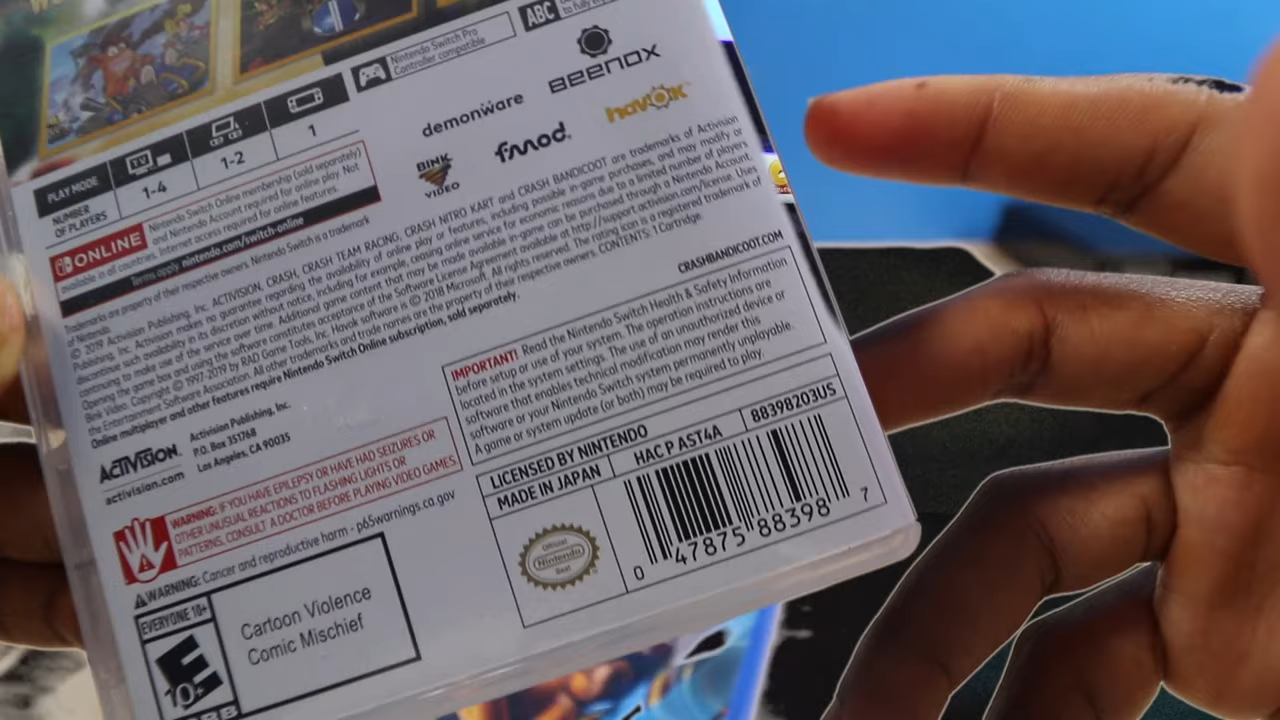 ABC
Nintendo Switch Pro
Controller compatible
BEENOX
demonware
havok
BINK
VIDEO
fmod
PLAY MODE
TV
NUMBER
OF PLAYERS
1-4
1-2
1
ONLINE
Nintendo Switch Online membership (sold separately)
and Nintendo Account required for online play. Not
available in all countries. Internet access required for online features.
Terms apply. nintendo.com/switch-online
Trademarks are property of their respective owners. Nintendo Switch is a trademark
of Nintendo.
© 2019 Activision Publishing, Inc. ACTIVISION, CRASH, CRASH TEAM RACING, CRASH NITRO KART and CRASH BANDICOOT are trademarks of Activision
Publishing, Inc. Activision makes no guarantee regarding the availability of online play or features, including possible in-game purchases, and may modify or
discontinue such availability in its discretion without notice, including for example, ceasing online service for economic reasons due to a limited number of players
continuing to make use of the service over time. Additional game content that may be made available in-game can be purchased through a Nintendo Account.
Opening the game box and using the software constitutes acceptance of the Software License Agreement available at http://support.activision.com/license. Uses
Bink Video. Copyright © 1997-2019 by RAD Game Tools, Inc. Havok software is © 2018 Microsoft. All rights reserved. The rating icon is a registered trademark of
the Entertainment Software Association. All other trademarks and trade names are the property of their respective owners. CONTENTS: 1 Cartridge.
Online multiplayer and other features require Nintendo Switch Online subscription, sold separately.
CRASHBANDICOOT.COM
IMPORTANT! Read the Nintendo Switch Health & Safety Information
before setup or use of your system. The operation instructions are
located in the system settings. The use of an unauthorized device or
software that enables technical modification may render this
software or your Nintendo Switch system permanently unplayable.
A game or system update (or both) may be required to play.
ACTIVISION
activision.com
Activision Publishing, Inc.
P.O. Box 351768
Los Angeles, CA 90035
WARNING: IF YOU HAVE EPILEPSY OR HAVE HAD SEIZURES OR
OTHER UNUSUAL REACTIONS TO FLASHING LIGHTS OR
PATTERNS, CONSULT A DOCTOR BEFORE PLAYING VIDEO GAMES.
WARNING: Cancer and reproductive harm - p65warnings.ca.gov
LICENSED BY NINTENDO
MADE IN JAPAN
HAC P AST4A
88398203US
Official
Nintendo
Seal
0 47875 88398 7
EVERYONE 10+
E
10+
Cartoon Violence
Comic Mischief